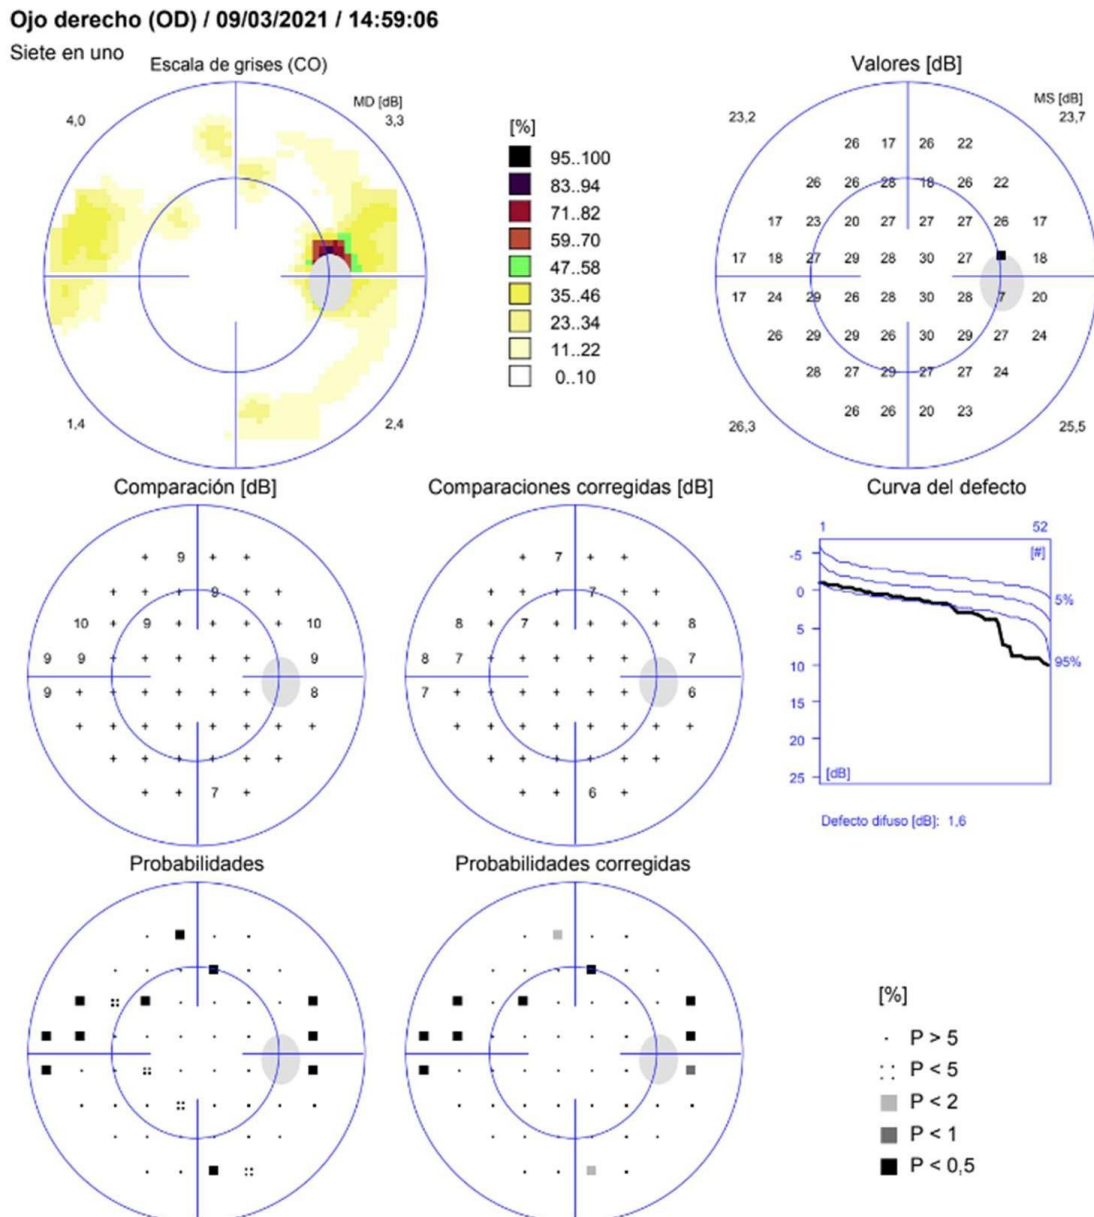 Ojo derecho (OD) / 09/03/2021 / 14:59:06
Siete en uno
Escala de grises (CO)
MD [dB]
4,0
3,3
1,4
2,4
[%]
95..100
83..94
71..82
59..70
47..58
35..46
23..34
11..22
0..10
Valores [dB]
MS [dB]
23,2
23,7
26 17 26 22
26 26 28 18 26 22
17 23 20 27 27 27 26 17
17 18 27 29 28 30 27 18
17 24 29 26 28 30 28 7 20
26 29 29 26 30 29 27 24
28 27 29 27 27 24
26 26 20 23
26,3
25,5
Comparación [dB]
+ 9 + +
+ + + 9 + +
10 + 9 + + + + 10
9 9 + + + + + 9
9 + + + + + + 8
+ + + + + + + +
+ + + + + +
+ + 7 +
Comparaciones corregidas [dB]
+ 7 + +
+ + + 7 + +
8 + 7 + + + + 8
8 7 + + + + + 7
7 + + + + + + 6
+ + + + + + + +
+ + + + + +
+ + 6 +
Curva del defecto
1
52
[#]
-5
0
5
10
15
20
25
5%
95%
[dB]
Defecto difuso [dB]: 1,6
Probabilidades
Probabilidades corregidas
[%]
P > 5
P < 5
P < 2
P < 1
P < 0,5